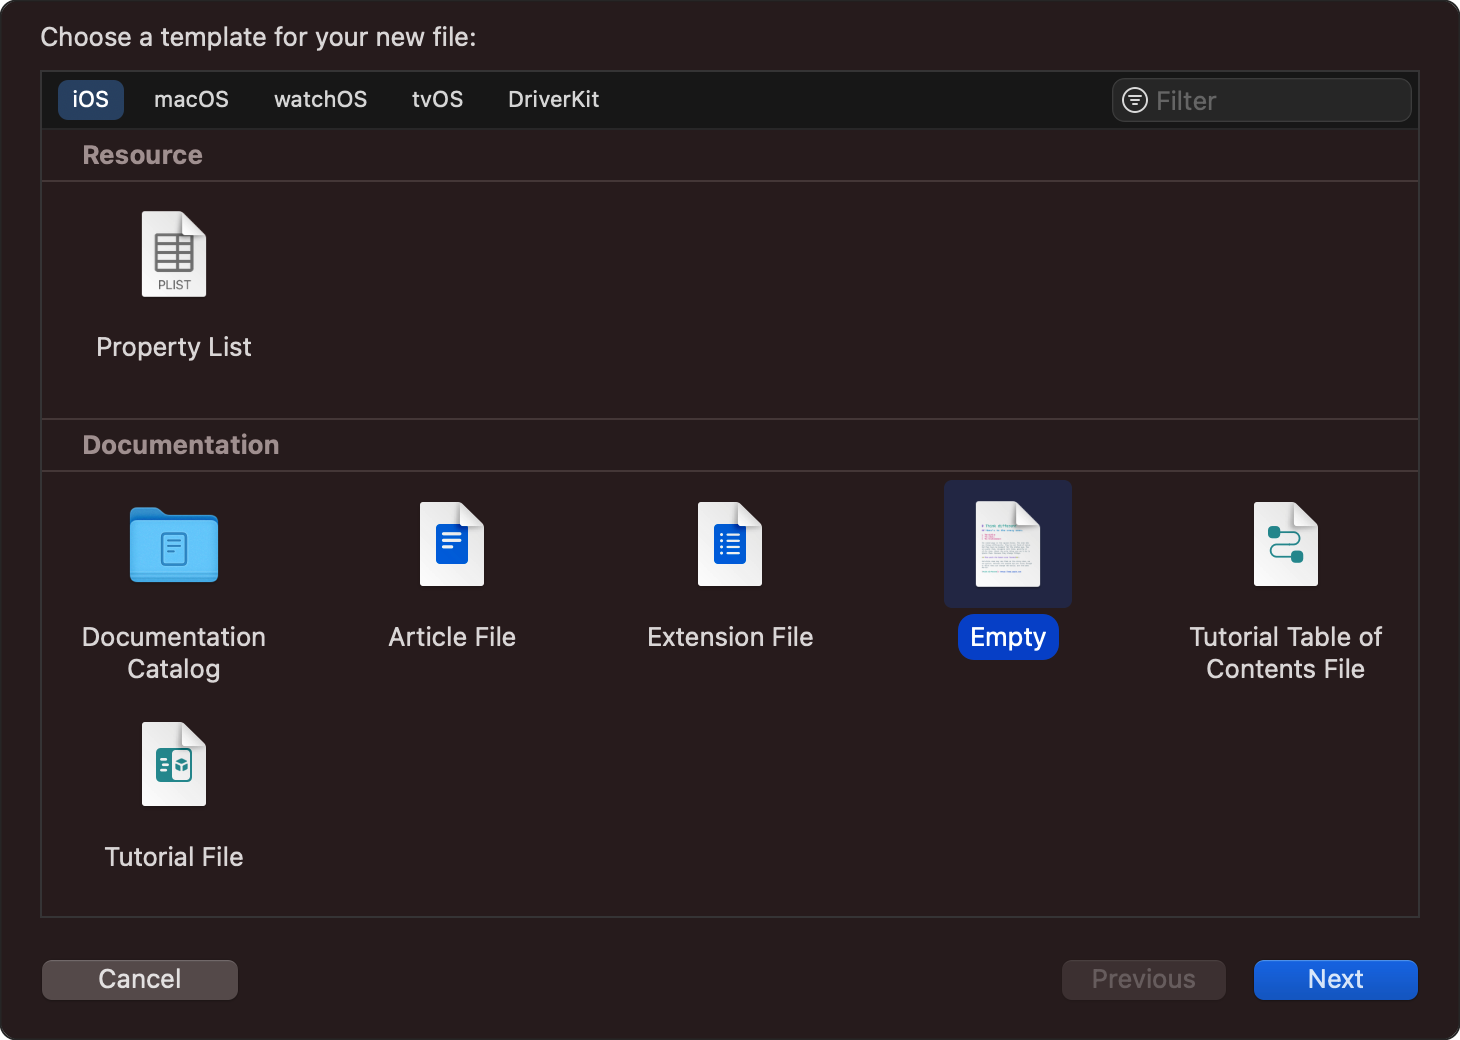 Choose a template for your new file:
iOS macOS watchOS tvOS DriverKit Filter
Resource
PLIST
Property List
Documentation
Documentation Catalog
Article File
Extension File
Empty
Tutorial Table of Contents File
Tutorial File
Cancel Previous Next